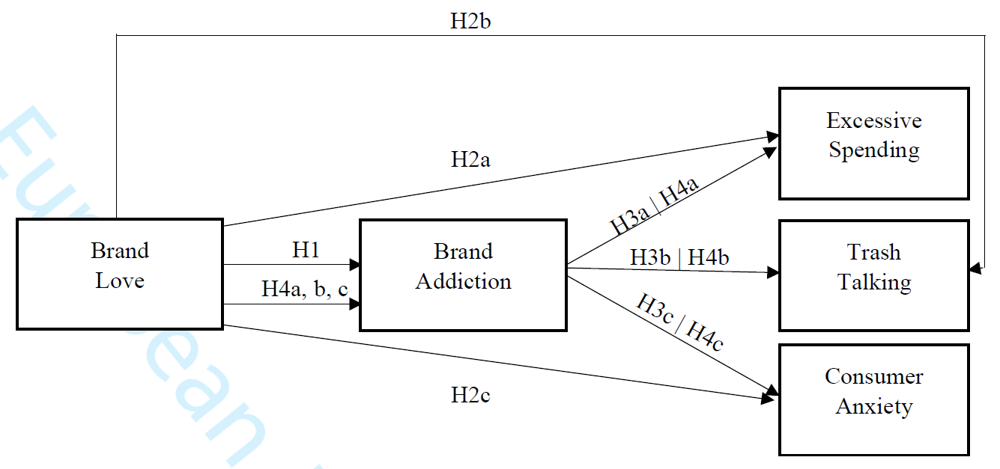 H2b
Excessive
Spending
H2a
H3a | H4a
Brand
Love
H1
H4a, b, c
Brand
Addiction
H3b | H4b
Trash
Talking
H3c | H4c
H2c
Consumer
Anxiety